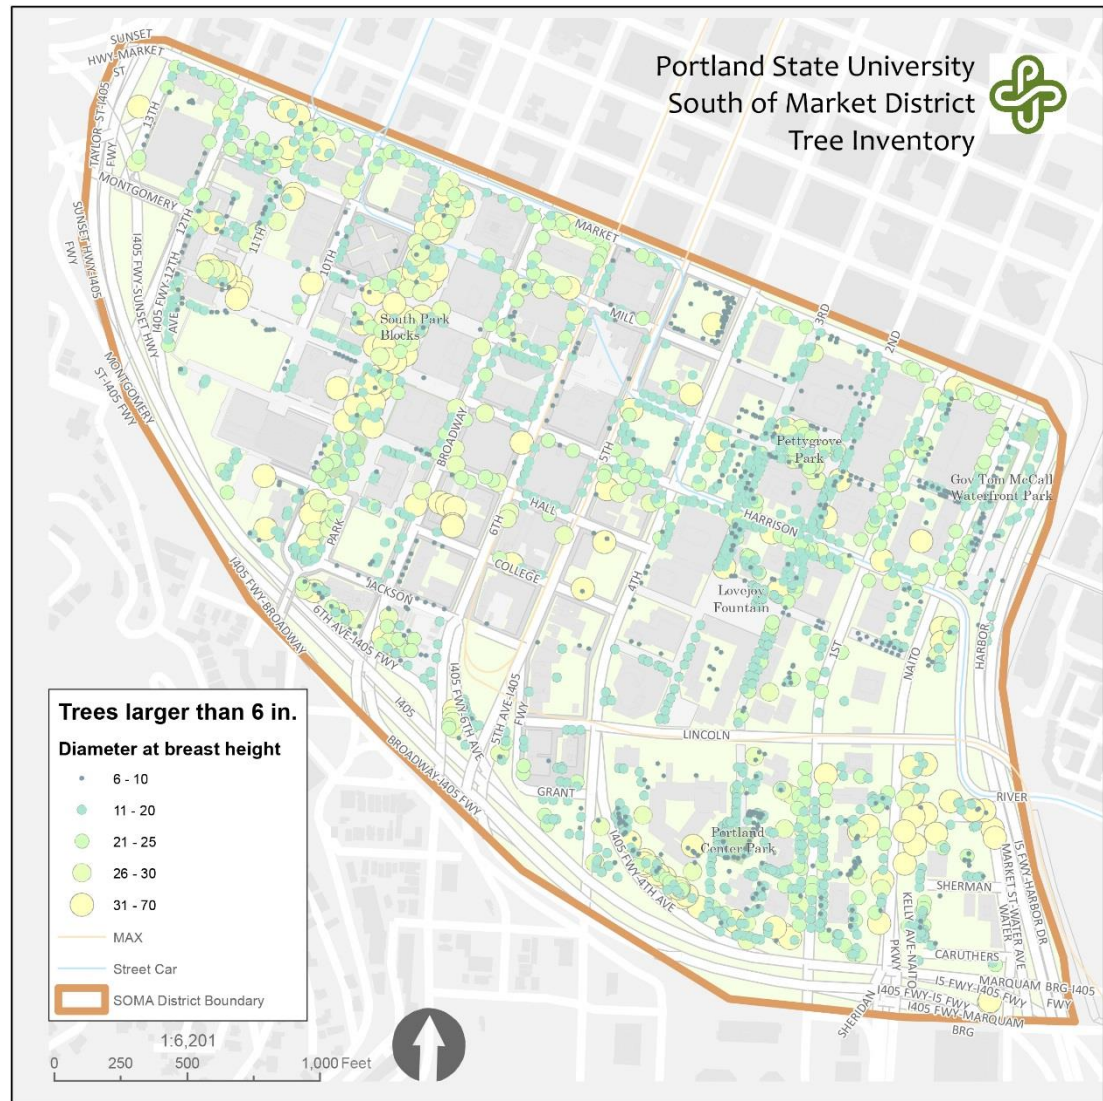 Portland State University
South of Market District
Tree Inventory
SUNSET
HWY-MARKET
ST
TAYLOR ST-I405
FWY
13TH
MONTGOMERY
12TH
11TH
10TH
SUNSET HWY-I405
FWY
I405 FWY-SUNSET HWY
I405 FWY-12TH
AVE
MONTGOMERY
ST-I405 FWY
MARKET
MILL
3RD
2ND
South Park
Blocks
BROADWAY
5TH
6TH
HALL
Pettygrove
Park
Gov Tom McCall
Waterfront Park
HARRISON
PARK
COLLEGE
4TH
Lovejoy
Fountain
JACKSON
I405 FWY-BROADWAY
6TH AVE-I405 FWY
1ST
NAITO
HARBOR
I405
I405 FWY-6TH AVE
5TH AVE-I405
FWY
LINCOLN
BROADWAY-I405 FWY
GRANT
RIVER
Portland
Center Park
I405 FWY-4TH AVE
I5 FWY-HARBOR DR
MARKET ST-WATER AVE
WATER
SHERMAN
KELLY AVE-NAITO
PKWY
CARUTHERS
MARQUAM BRG-I405
FWY
I5 FWY-I405 FWY
I405 FWY-I5 FWY
I405 FWY-MARQUAM
BRG
SHERIDAN
Trees larger than 6 in.
Diameter at breast height
6 - 10
11 - 20
21 - 25
26 - 30
31 - 70
MAX
Street Car
SOMA District Boundary
1:6,201
0 250 500 1,000 Feet